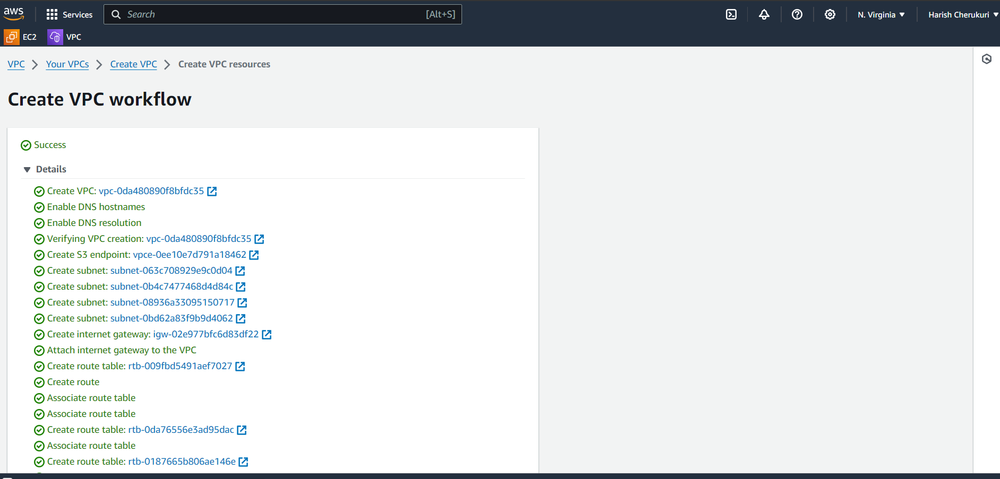 aws Services Search [Alt+S] N. Virginia Harish Cherukuri
EC2 VPC
VPC Your VPCs Create VPC Create VPC resources
Create VPC workflow
Success
Details
Create VPC: vpc-0da480890f8bfdc35
Enable DNS hostnames
Enable DNS resolution
Verifying VPC creation: vpc-0da480890f8bfdc35
Create S3 endpoint: vpce-0ee10e7d791a18462
Create subnet: subnet-063c708929e9c0d04
Create subnet: subnet-0b4c7477468d4d84c
Create subnet: subnet-08936a33095150717
Create subnet: subnet-0bd62a83f9b9d4062
Create internet gateway: igw-02e977bfc6d83df22
Attach internet gateway to the VPC
Create route table: rtb-009fbd5491aef7027
Create route
Associate route table
Associate route table
Create route table: rtb-0da76556e3ad95dac
Associate route table
Create route table: rtb-0187665b806ae146e